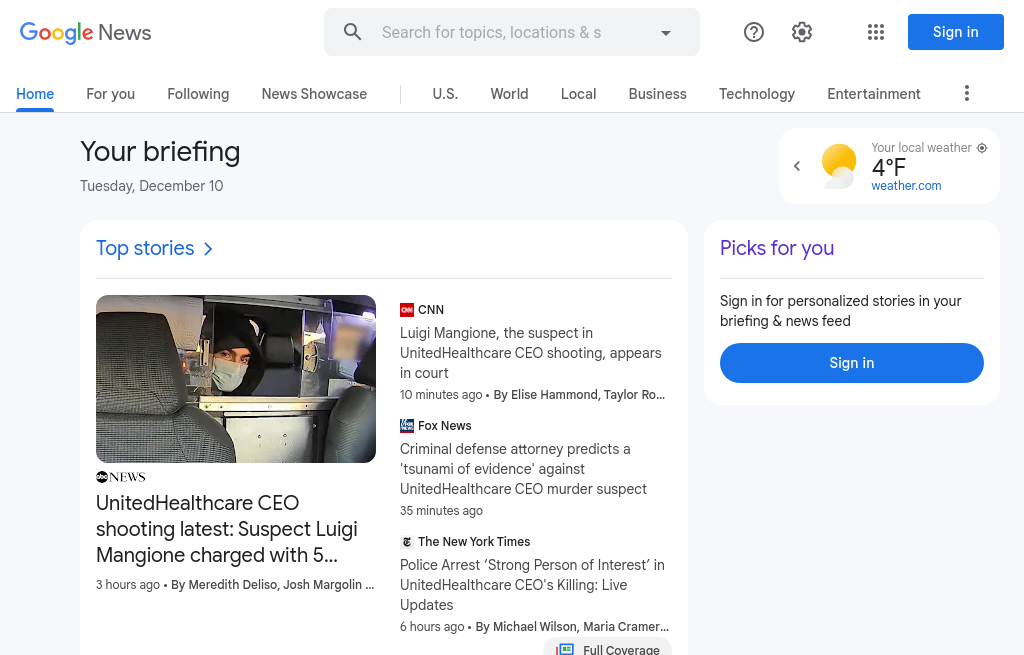 Google News
Search for topics, locations & s
Sign in
Home
For you
Following
News Showcase
U.S.
World
Local
Business
Technology
Entertainment
Your briefing
Tuesday, December 10
Your local weather
4°F
weather.com
Top stories
abc NEWS
UnitedHealthcare CEO
shooting latest: Suspect Luigi
Mangione charged with 5...
3 hours ago • By Meredith Deliso, Josh Margolin ...
CNN
Luigi Mangione, the suspect in
UnitedHealthcare CEO shooting, appears
in court
10 minutes ago • By Elise Hammond, Taylor Ro...
Fox News
Criminal defense attorney predicts a
'tsunami of evidence' against
UnitedHealthcare CEO murder suspect
35 minutes ago
The New York Times
Police Arrest ‘Strong Person of Interest’ in
UnitedHealthcare CEO's Killing: Live
Updates
6 hours ago • By Michael Wilson, Maria Cramer...
Full Coverage
Picks for you
Sign in for personalized stories in your
briefing & news feed
Sign in